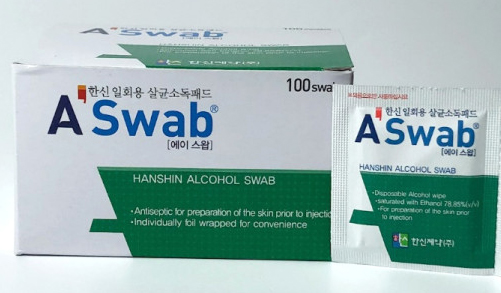 A'Swab®
100 swabs
한신 일회용 살균소독패드
A'Swab®
[에이 스왑]
HANSHIN ALCOHOL SWAB
•Antiseptic for preparation of the skin prior to injectic
•Individually foil wrapped for convenience
한신 일회용 살균소독패드
A'Swab®
[에이 스왑]
HANSHIN ALCOHOL SWAB
•Disposable Alcohol wipe
•saturated with Ethanol 78.85%(v/v)
•For preparation of the skin prior
to injection
한신제약(주)